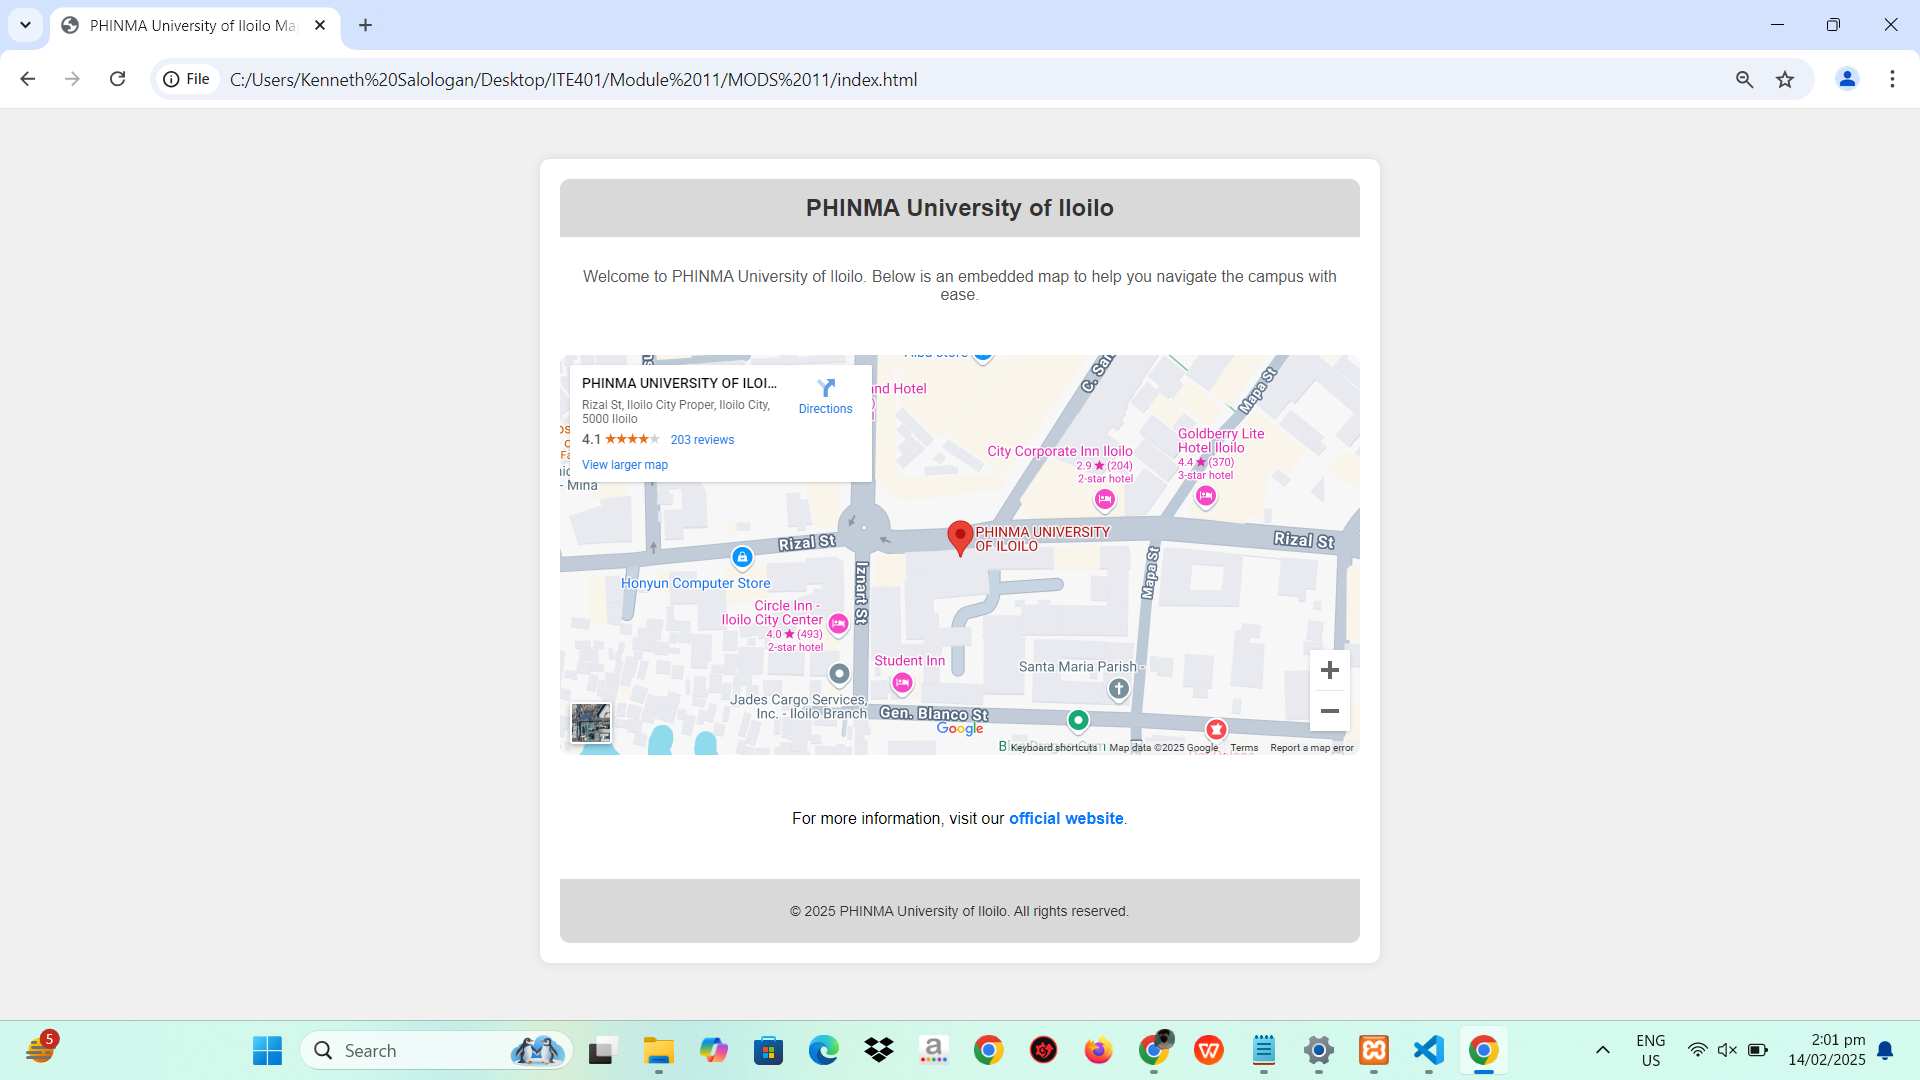 PHINMA University of Iloilo Ma
File
C:/Users/Kenneth%20Salologan/Desktop/ITE401/Module%2011/MODS%2011/index.html
PHINMA University of Iloilo
Welcome to PHINMA University of Iloilo. Below is an embedded map to help you navigate the campus with
ease.
PHINMA UNIVERSITY OF ILOI...
Rizal St, Iloilo City Proper, Iloilo City,
5000 Iloilo
4.1
203 reviews
View larger map
Directions
and Hotel
- Mina
C. Sa
Mapa St
City Corporate Inn Iloilo
2.9 ★ (204)
2-star hotel
Goldberry Lite
Hotel Iloilo
4.4 ★ (370)
3-star hotel
PHINMA UNIVERSITY
OF ILOILO
Rizal St
Rizal St
Honyun Computer Store
Iznart St
Mapa St
Circle Inn -
Iloilo City Center
4.0 ★ (493)
2-star hotel
Student Inn
Santa Maria Parish -
Jades Cargo Services,
Inc. - Iloilo Branch
Gen. Blanco St
Google
Keyboard shortcuts
Map data ©2025 Google
Terms
Report a map error
For more information, visit our official website.
© 2025 PHINMA University of Iloilo. All rights reserved.
5
Search
ENG
US
2:01 pm
14/02/2025